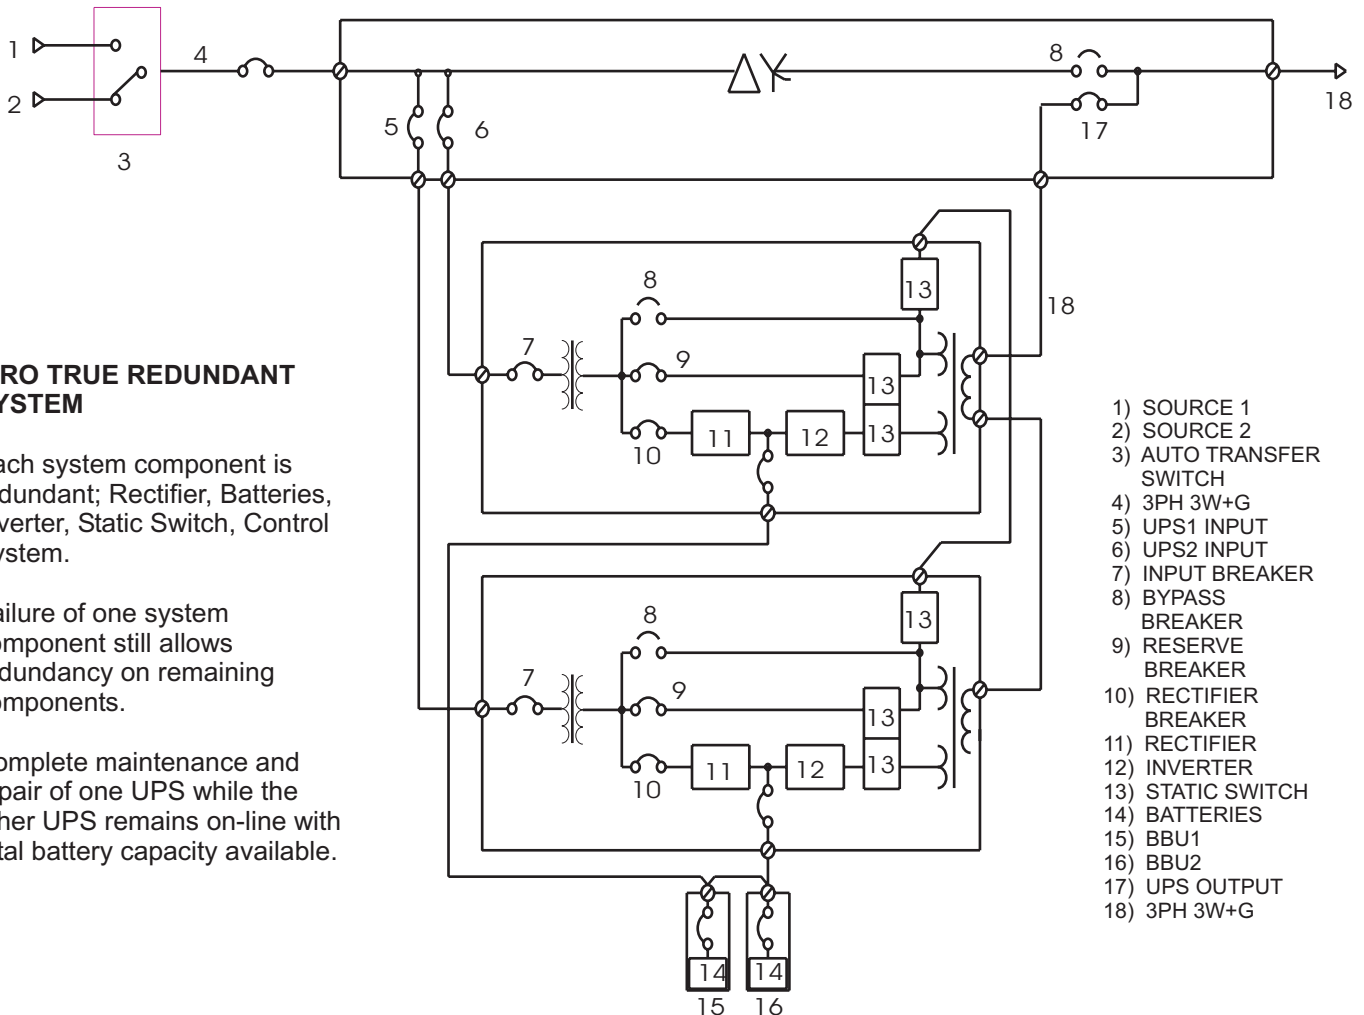 1
2
3
4
5
6
8
17
18
RO TRUE REDUNDANT
YSTEM
ach system component is
dundant; Rectifier, Batteries,
verter, Static Switch, Control
ystem.
ailure of one system
omponent still allows
dundancy on remaining
omponents.
omplete maintenance and
pair of one UPS while the
her UPS remains on-line with
tal battery capacity available.
7
8
9
10
11
12
13
13
13
18
7
8
9
10
11
12
13
13
13
14
14
15
16
1) SOURCE 1
2) SOURCE 2
3) AUTO TRANSFER
SWITCH
4) 3PH 3W+G
5) UPS1 INPUT
6) UPS2 INPUT
7) INPUT BREAKER
8) BYPASS
BREAKER
9) RESERVE
BREAKER
10) RECTIFIER
BREAKER
11) RECTIFIER
12) INVERTER
13) STATIC SWITCH
14) BATTERIES
15) BBU1
16) BBU2
17) UPS OUTPUT
18) 3PH 3W+G